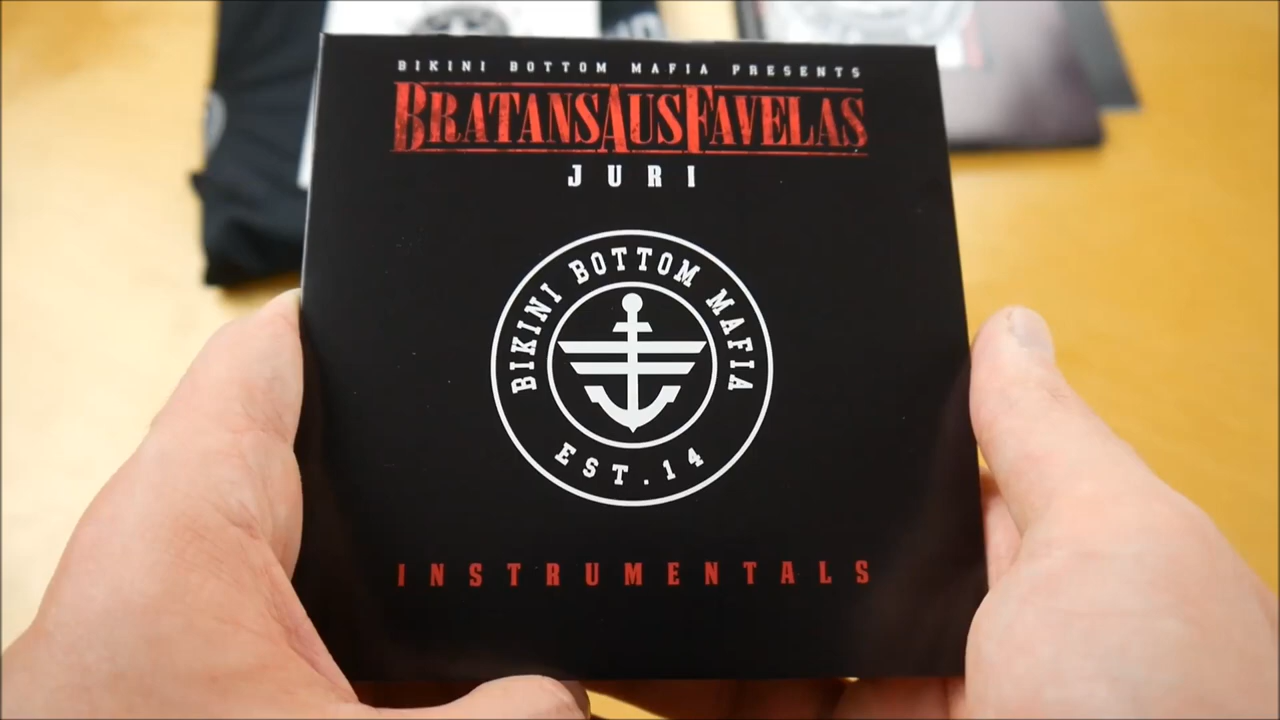 BIKINI BOTTOM MAFIA PRESENTS
BRATANSAUSFAVELAS
JURI
BIKINI BOTTOM MAFIA
EST.14
INSTRUMENTALS